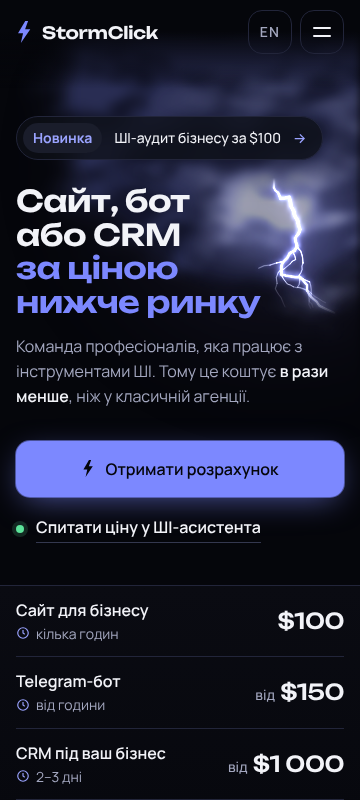 StormClick
EN
Новинка ШІ-аудит бізнесу за $100 →
Сайт, бот
або CRM
за ціною
нижче ринку
Команда професіоналів, яка працює з
інструментами ШІ. Тому це коштує в рази
менше, ніж у класичній агенції.
Отримати розрахунок
Спитати ціну у ШІ-асистента
Сайт для бізнесу
кілька годин
$100
Telegram-бот
від години
від $150
CRM під ваш бізнес
2–3 дні
від $1 000